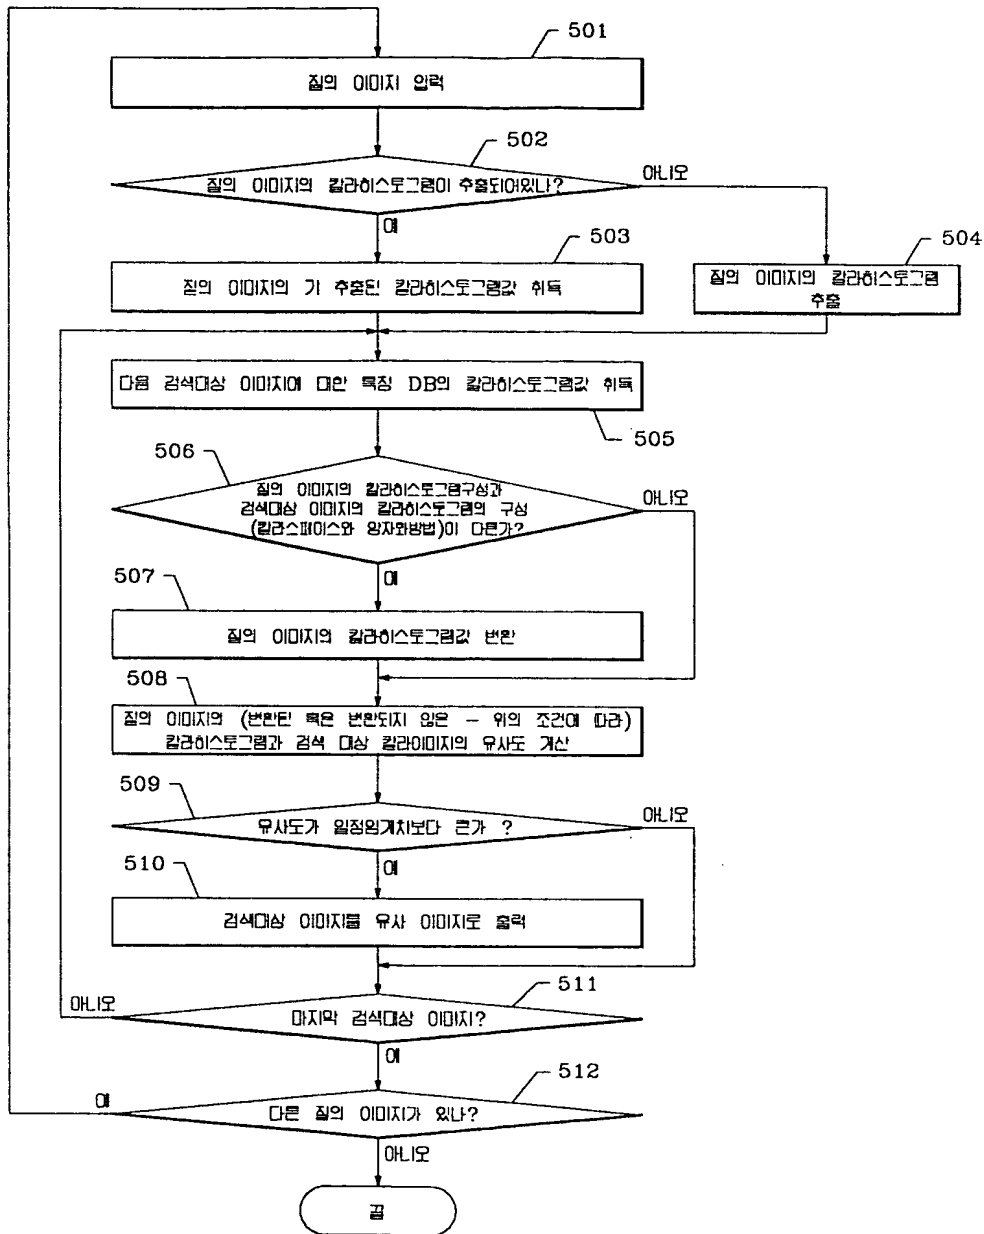 501
질의 이미지 입력
502
질의 이미지의 칼라히스토그램이 추출되어있나?
아니오
예
503
질의 이미지의 기 추출된 칼라히스토그램값 취득
504
질의 이미지의 칼라히스토그램
추출
다음 검색대상 이미지에 대한 특징 DB의 칼라히스토그램값 취득
505
506
질의 이미지의 칼라히스토그램구성과
검색대상 이미지의 칼라히스토그램의 구성
(칼라스페이스와 양자화방법)이 다른가?
아니오
예
507
질의 이미지의 칼라히스토그램값 변환
508
질의 이미지의 (변환된 혹은 변환되지 않은 - 위의 조건에 따라)
칼라히스토그램과 검색 대상 칼라이미지의 유사도 계산
509
유사도가 일정임계치보다 큰가 ?
아니오
예
510
검색대상 이미지를 유사 이미지로 출력
511
아니오
마지막 검색대상 이미지?
예
512
예
다른 질의 이미지가 있나?
아니오
끝